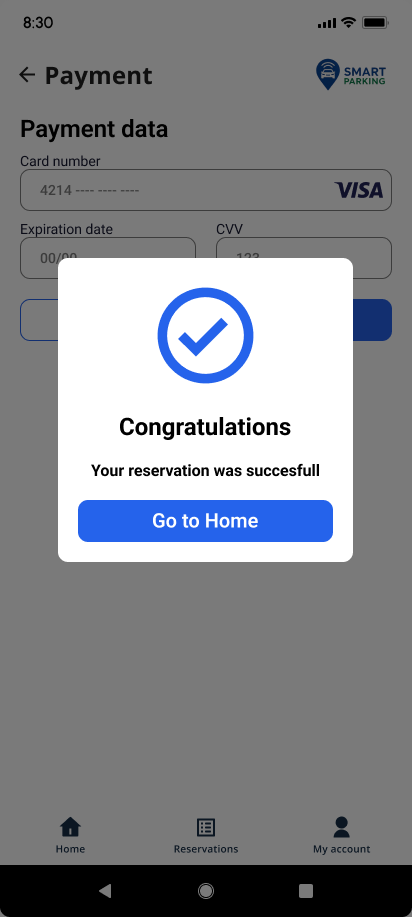 8:30
Payment
SMART
PARKING
Payment data
Card number
4214 ---- ---- ----
VISA
Expiration date
CVV
00/00
123
Congratulations
Your reservation was succesfull
Go to Home
Home
Reservations
My account